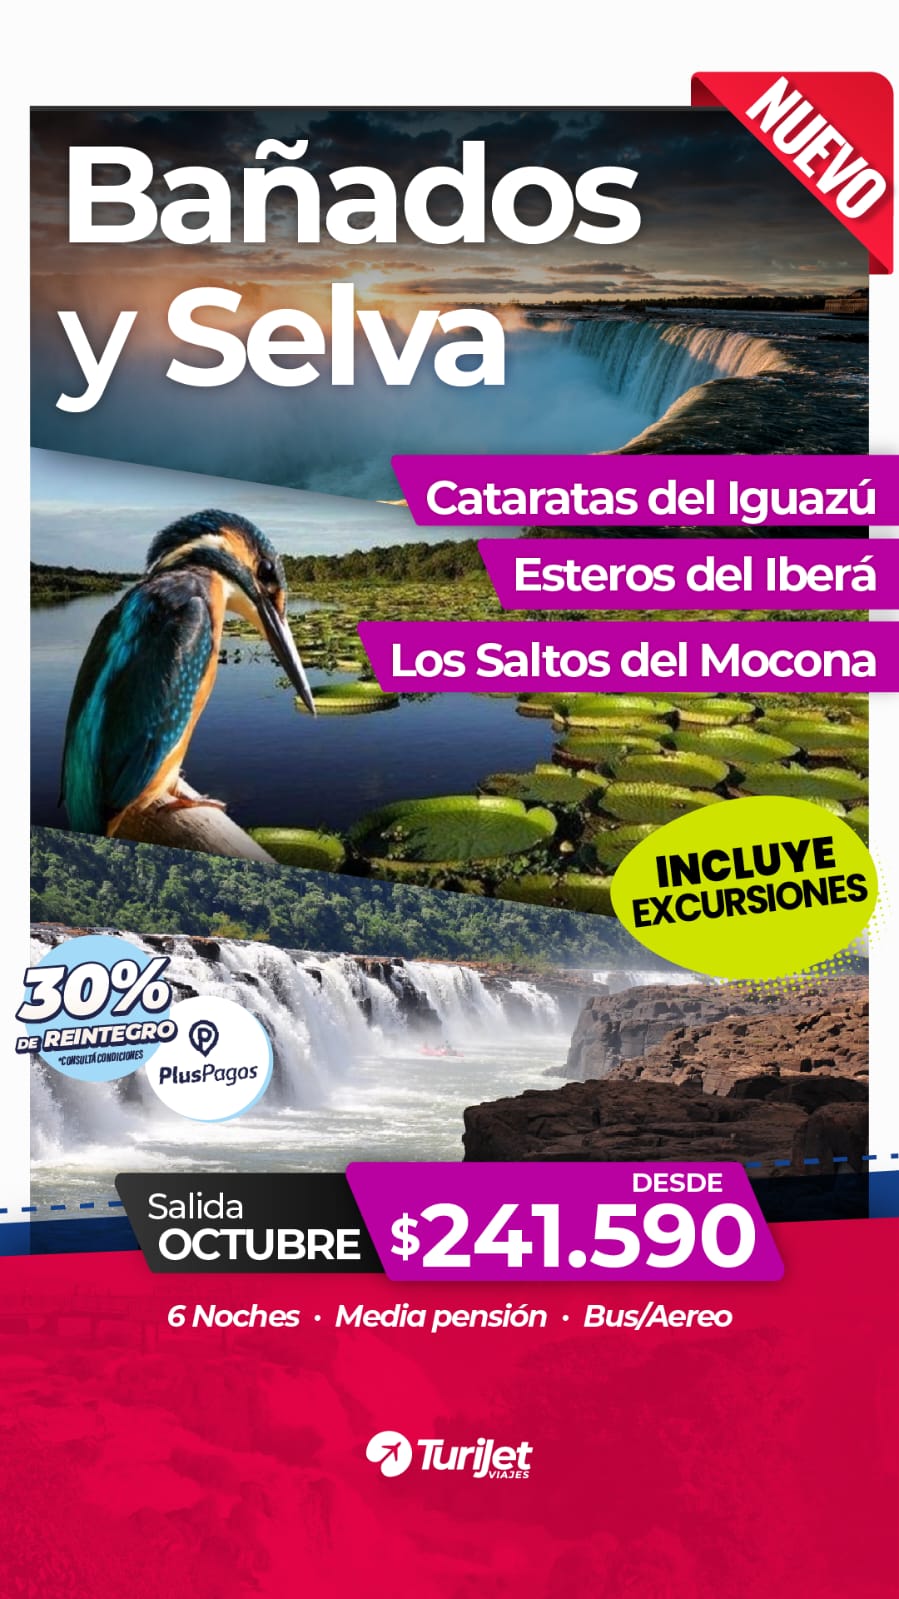 NUEVO
Bañados
y Selva
Cataratas del Iguazú
Esteros del Iberá
Los Saltos del Mocona
INCLUYE
EXCURSIONES
30%
DE REINTEGRO
*CONSULTÁ CONDICIONES
P
PlusPagos
Salida
OCTUBRE
DESDE
$241.590
6 Noches · Media pensión · Bus/Aereo
TuriJet
VIAJES